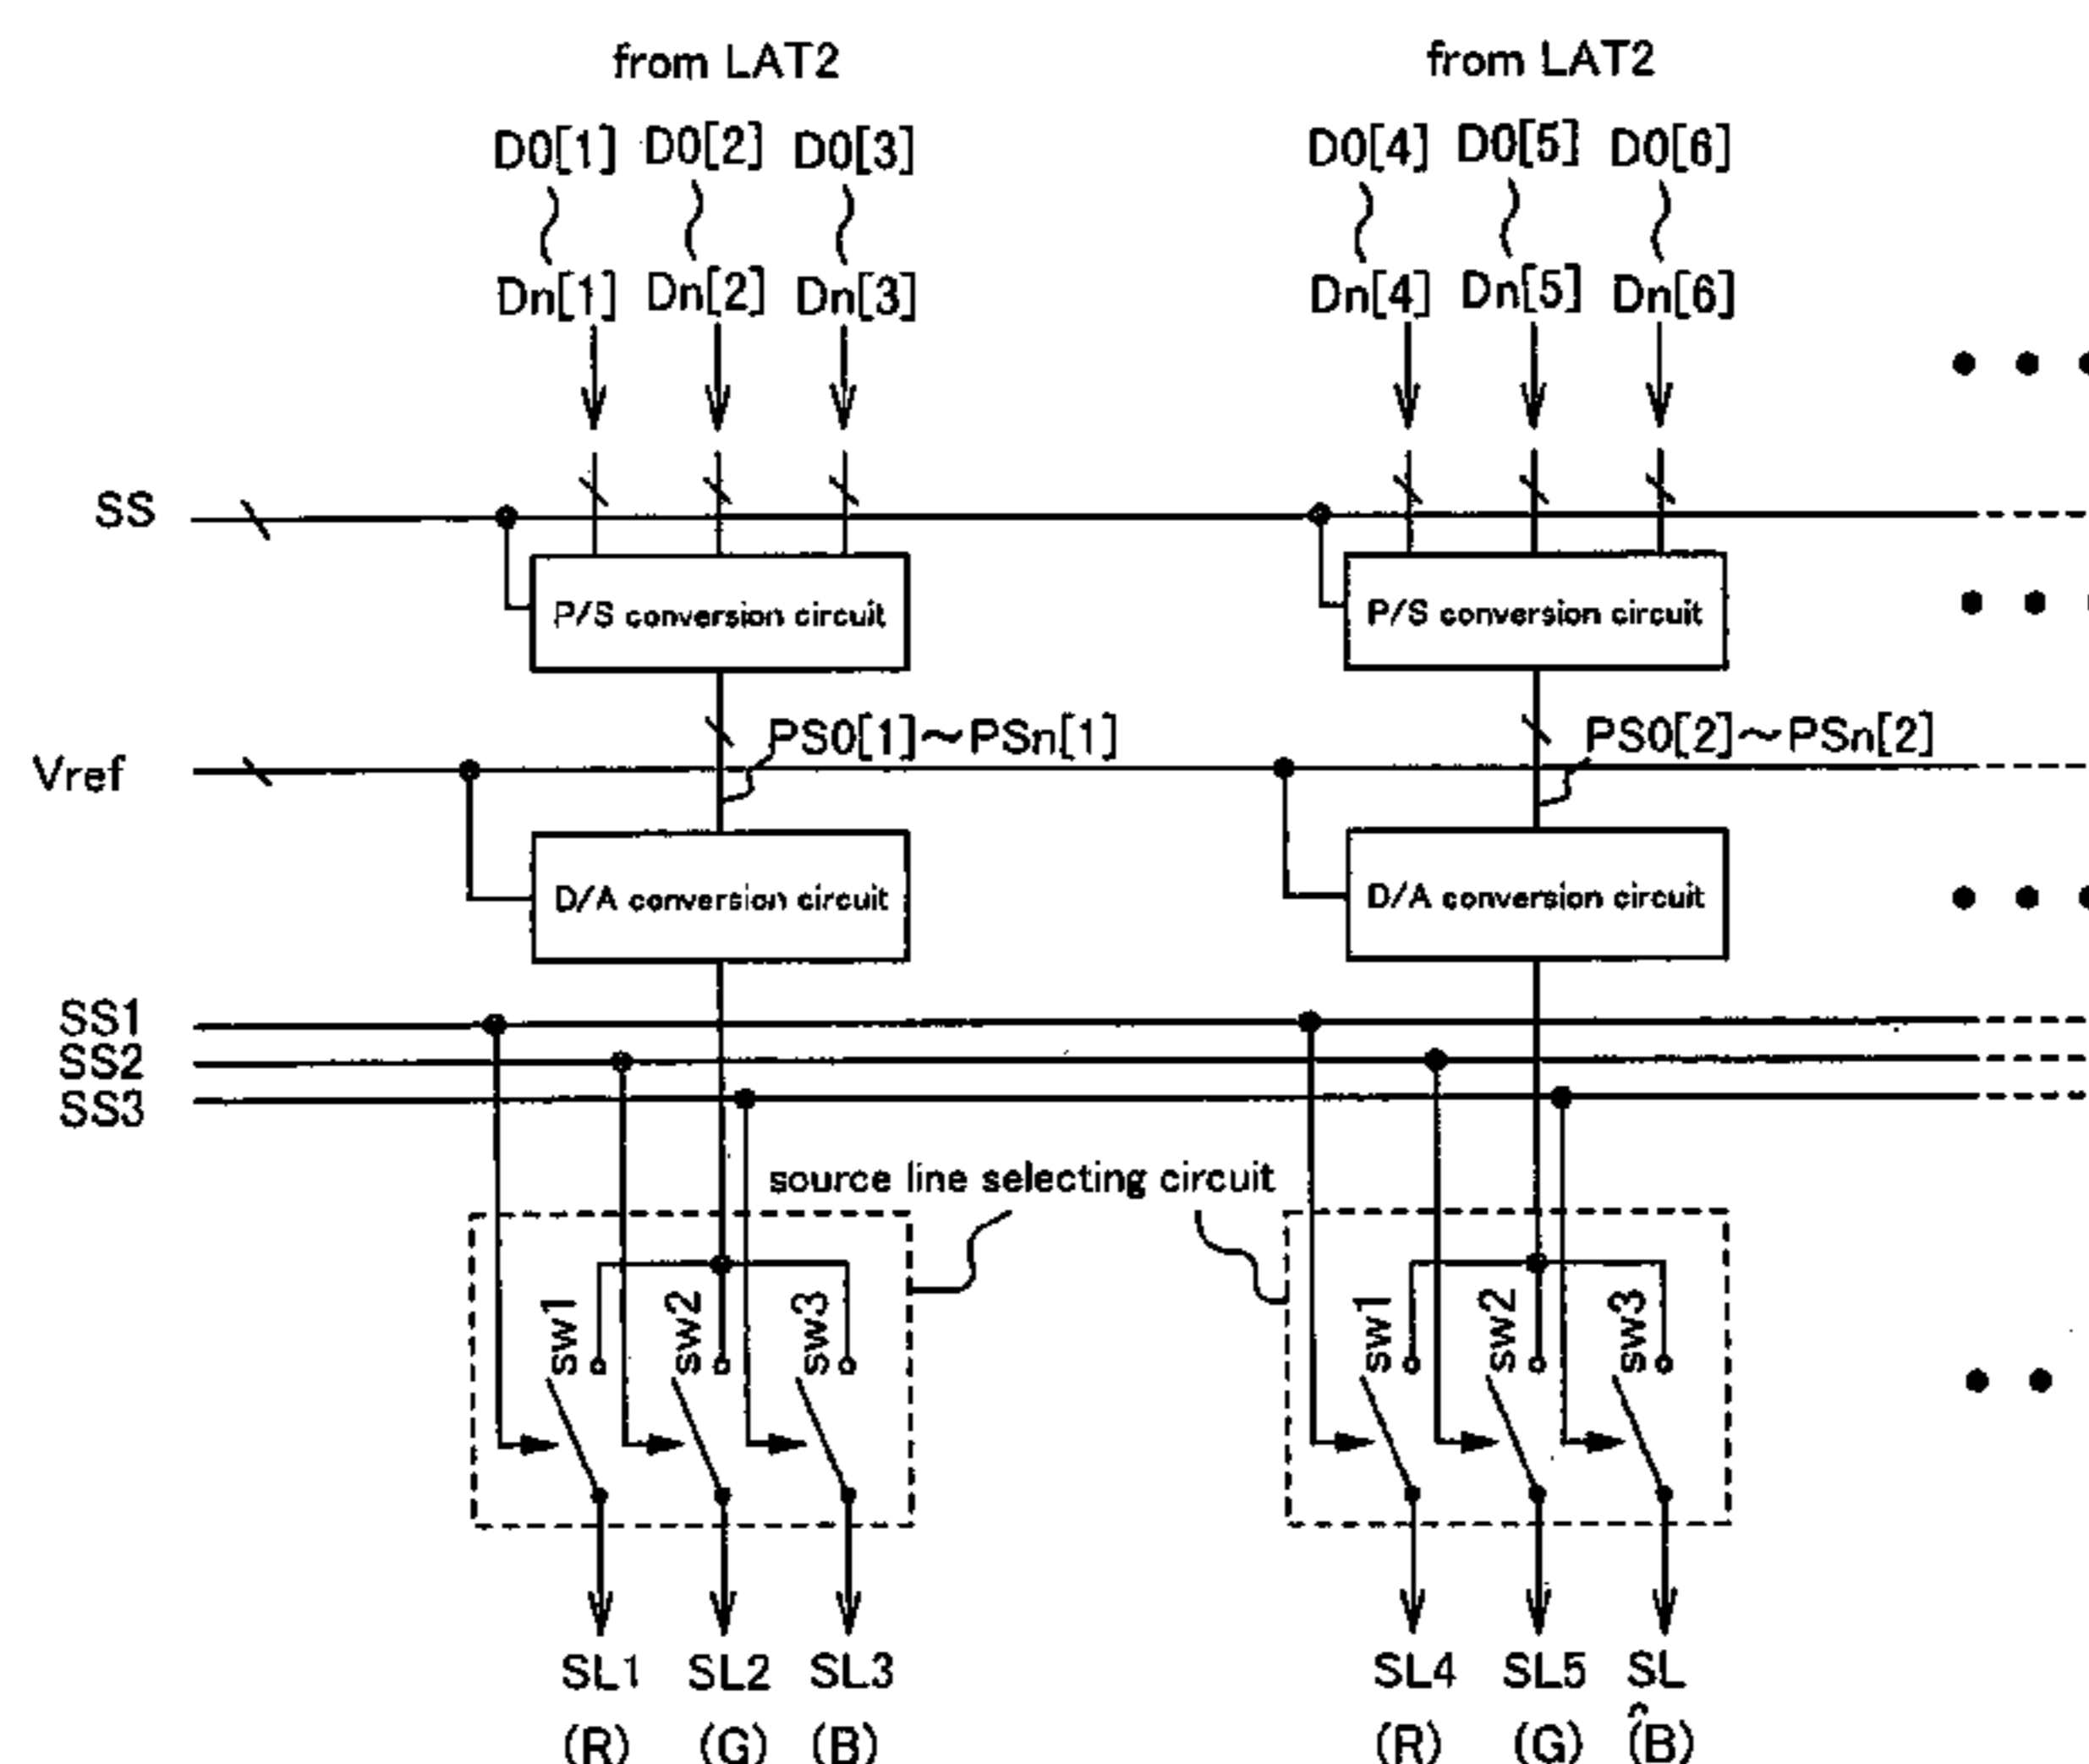 from LAT2 from LAT2
D0[1] D0[2] D0[3] D0[4] D0[5] D0[6]
Dn[1] Dn[2] Dn[3] Dn[4] Dn[5] Dn[6]
SS
P/S conversion circuit P/S conversion circuit
PS0[1]~PSn[1] PS0[2]~PSn[2]
Vref
D/A conversion circuit D/A conversion circuit
SS1
SS2
SS3
source line selecting circuit
sw1 sw2 sw3 sw1 sw2 sw3
SL1 SL2 SL3 SL4 SL5 SL
(R) (G) (B) (R) (G) (B)